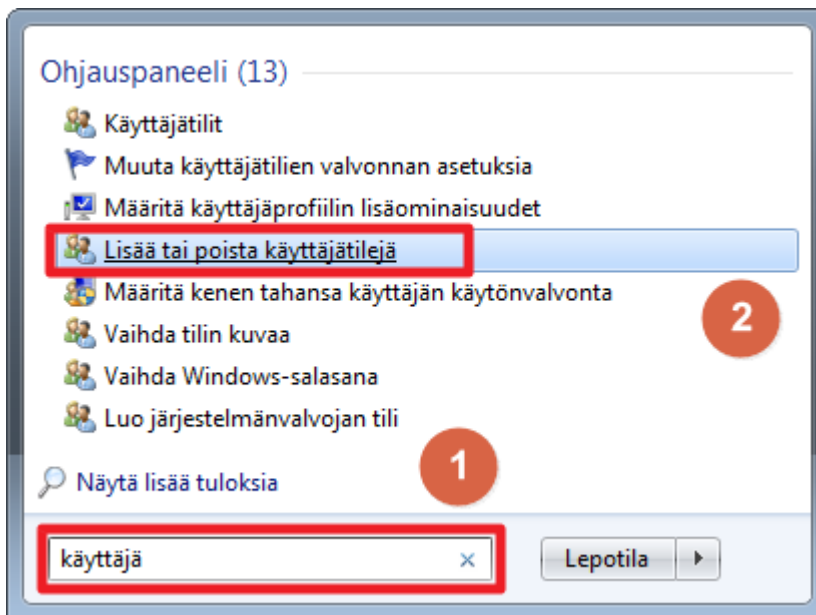 Ohjauspaneeli (13)
Käyttäjätilit
Muuta käyttäjätilien valvonnan asetuksia
Määritä käyttäjäprofiilin lisäominaisuudet
Lisää tai poista käyttäjätilejä
Määritä kenen tahansa käyttäjän käytönvalvonta
2
Vaihda tilin kuvaa
Vaihda Windows-salasana
Luo järjestelmänvalvojan tili
1
Näytä lisää tuloksia
käyttäjä
Lepotila